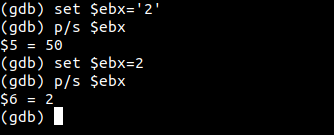 (gdb) set $ebx='2'
(gdb) p/s $ebx
$5 = 50
(gdb) set $ebx=2
(gdb) p/s $ebx
$6 = 2
(gdb)